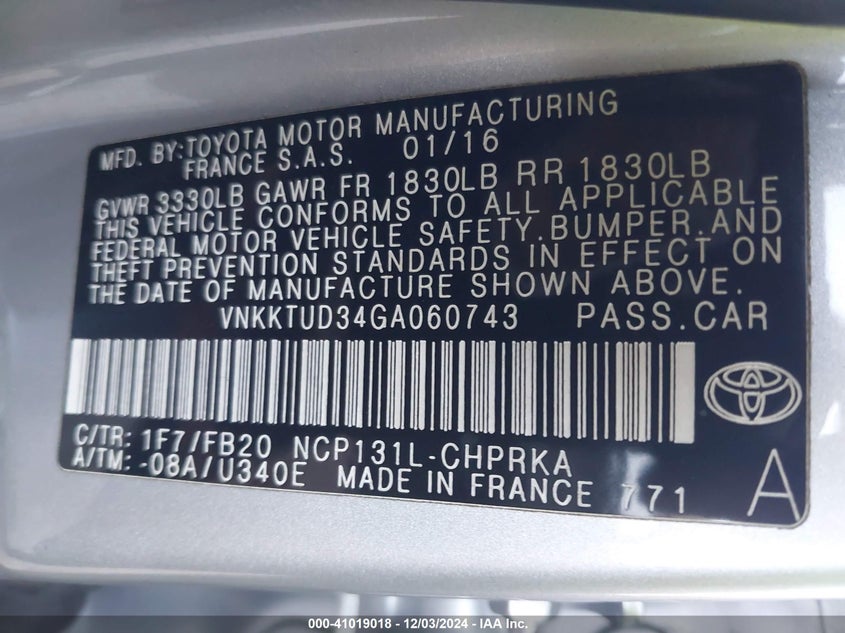 MFD. BY:TOYOTA MOTOR MANUFACTURING
FRANCE S.A.S. 01/16
GVWR 3330LB GAWR FR 1830LB RR 1830LB
THIS VEHICLE CONFORMS TO ALL APPLICABLE
FEDERAL MOTOR VEHICLE SAFETY.BUMPER.AND
THEFT PREVENTION STANDARDS IN EFFECT ON
THE DATE OF MANUFACTURE SHOWN ABOVE.
VNKKTUD34GA060743 PASS.CAR
C/TR: 1F7/FB20 NCP131L-CHPRKA
A/TM: -08A/U340E MADE IN FRANCE 771 A
000-41019018 - 12/03/2024 - IAA Inc.